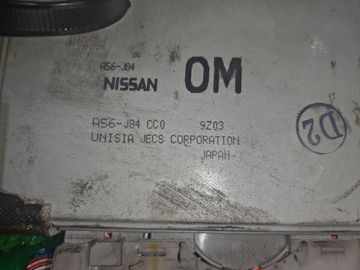 A56-J84
NISSAN OM
A56-J84 CC0 9Z03
UNISIA JECS CORPORATION
JAPAN
D2